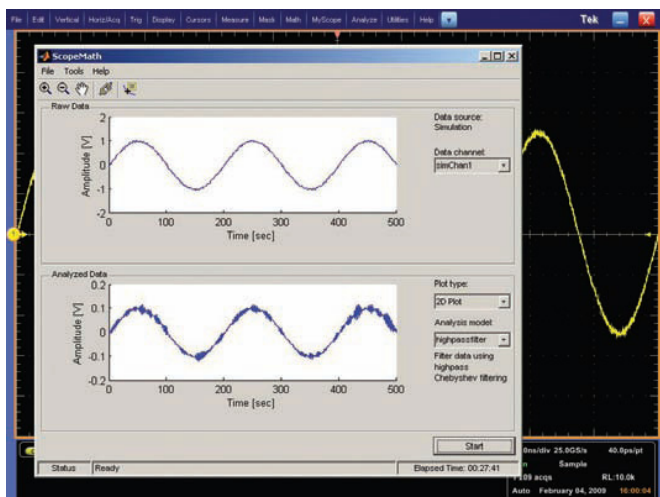 File Edit Vertical Horiz/Acq Trig Display Cursors Measure Mask Math MyScope Analyze Utilities Help Tek
ScopeMath
File Tools Help
Raw Data
Data source:
Simulation
Data channel:
simChan1
Amplitude [V]
2
1
0
-1
-2
0 100 200 300 400 500
Time [sec]
Analyzed Data
Plot type:
2D Plot
Analysis model:
highpassfilter
Filter data using
highpass
Chebyshev filtering
Amplitude [V]
0.2
0.1
0
-0.1
-0.2
0 100 200 300 400 500
Time [sec]
Start
Status Ready Elapsed Time: 00:27:41
25.0GS/s 40.0ps/pt
Sample
acqs RL:10.0k
Auto February 04, 2009 16:00:04
1